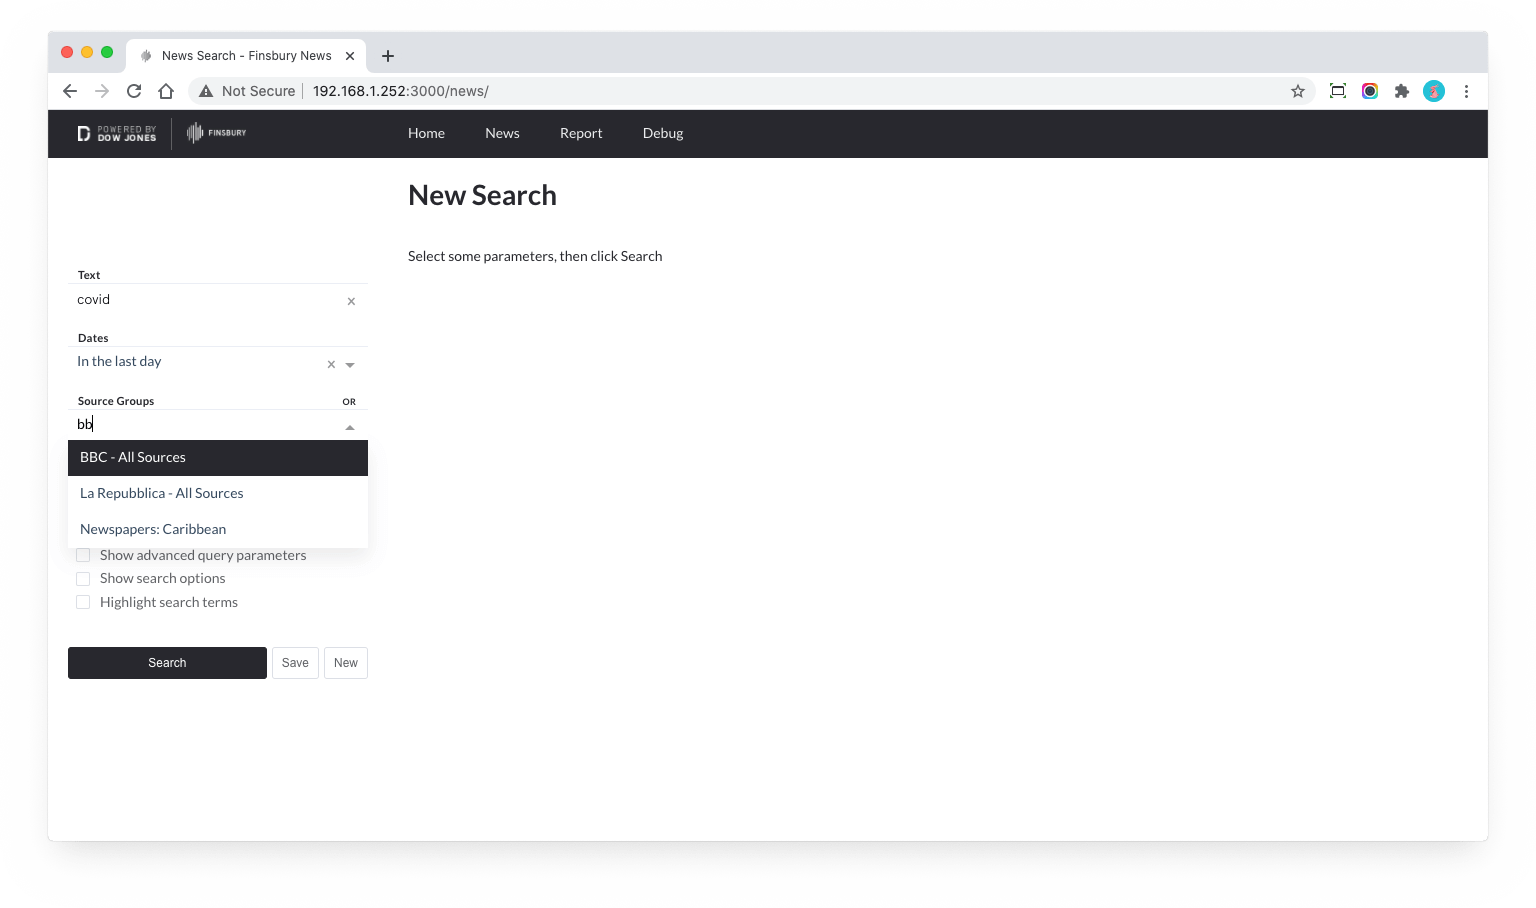 News Search - Finsbury News
Not Secure 192.168.1.252:3000/news/
POWERED BY
DOW JONES
FINSBURY
Home News Report Debug
New Search
Select some parameters, then click Search
Text
covid
Dates
In the last day
Source Groups OR
bb
BBC - All Sources
La Repubblica - All Sources
Newspapers: Caribbean
Show advanced query parameters
Show search options
Highlight search terms
Search Save New